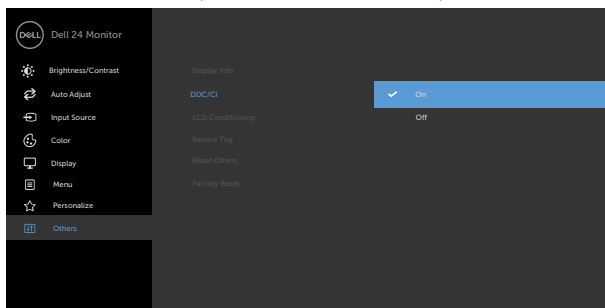 DELL
Dell 24 Monitor
Brightness/Contrast
Auto Adjust
Input Source
Color
Display
Menu
Personalize
Others
Display Info
DDC/CI
LCD Conditioning
Service Tag
Reset Others
Factory Reset
On
Off